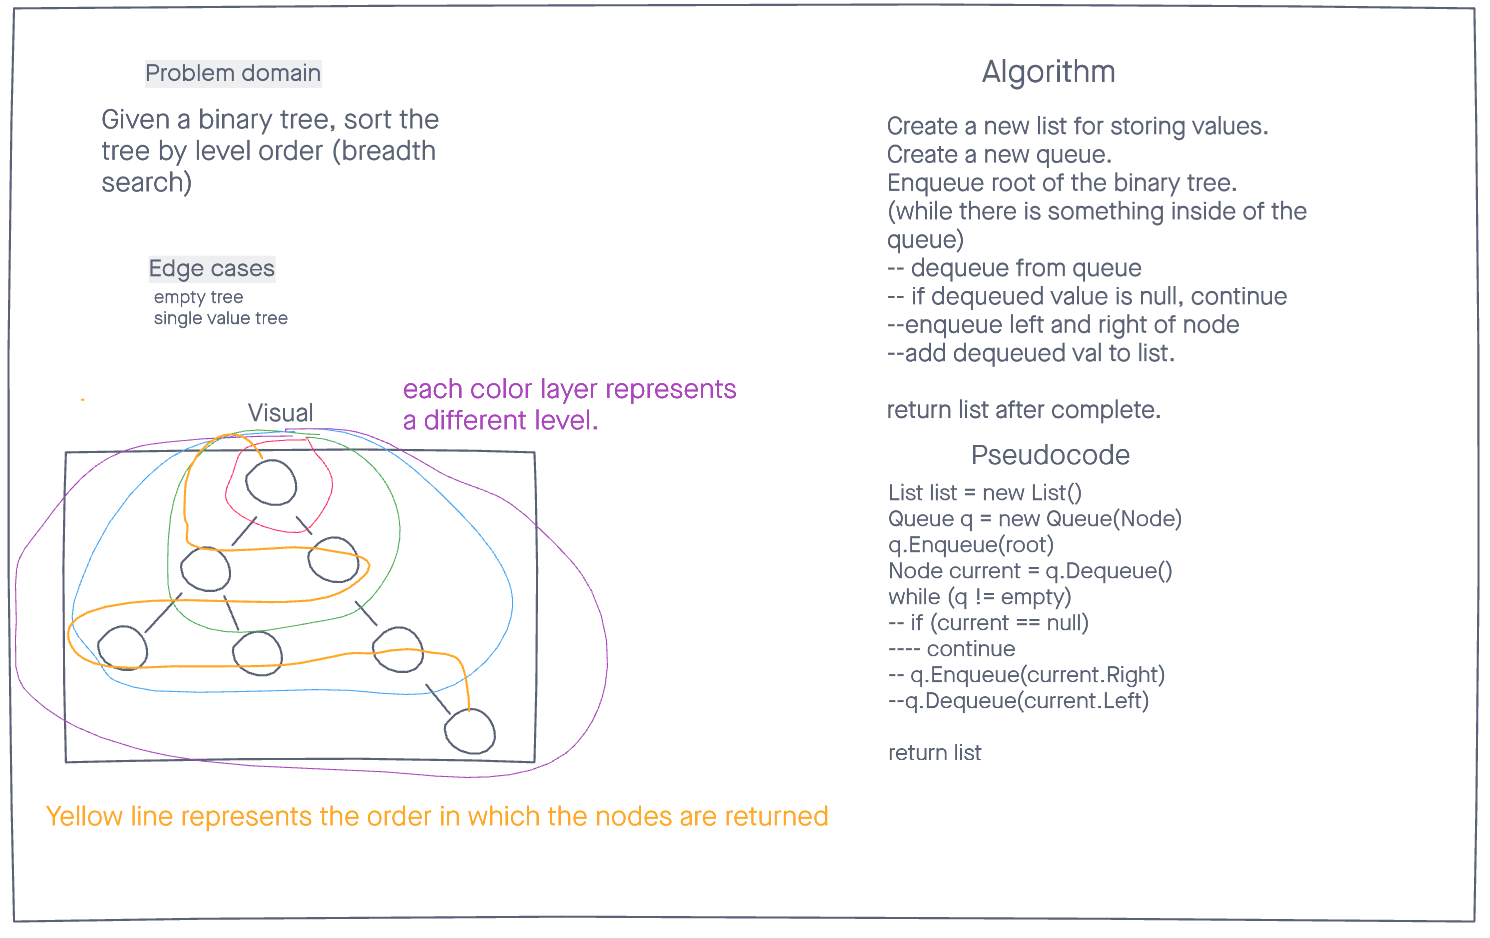 Problem domain
Given a binary tree, sort the
tree by level order (breadth
search)
Edge cases
empty tree
single value tree
each color layer represents
a different level.
Visual
Yellow line represents the order in which the nodes are returned
Algorithm
Create a new list for storing values.
Create a new queue.
Enqueue root of the binary tree.
(while there is something inside of the
queue)
-- dequeue from queue
-- if dequeued value is null, continue
--enqueue left and right of node
--add dequeued val to list.
return list after complete.
Pseudocode
List list = new List()
Queue q = new Queue(Node)
q.Enqueue(root)
Node current = q.Dequeue()
while (q != empty)
-- if (current == null)
---- continue
-- q.Enqueue(current.Right)
--q.Dequeue(current.Left)
return list